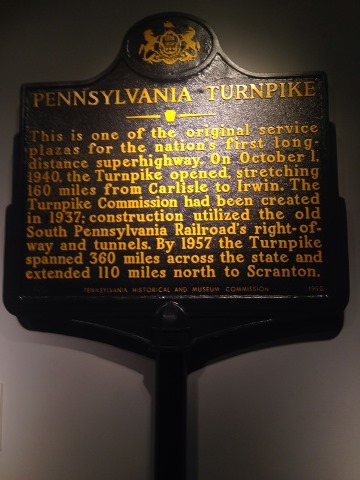 PENNSYLVANIA TURNPIKE
This is one of the original service
plazas for the nation's first long-
distance superhighway. On October 1,
1940, the Turnpike opened, stretching
160 miles from Carlisle to Irwin. The
Turnpike Commission had been created
in 1937; construction utilized the old
South Pennsylvania Railroad's right-of-
way and tunnels. By 1957 the Turnpike
spanned 360 miles across the state and
extended 110 miles north to Scranton.
PENNSYLVANIA HISTORICAL AND MUSEUM COMMISSION 1990